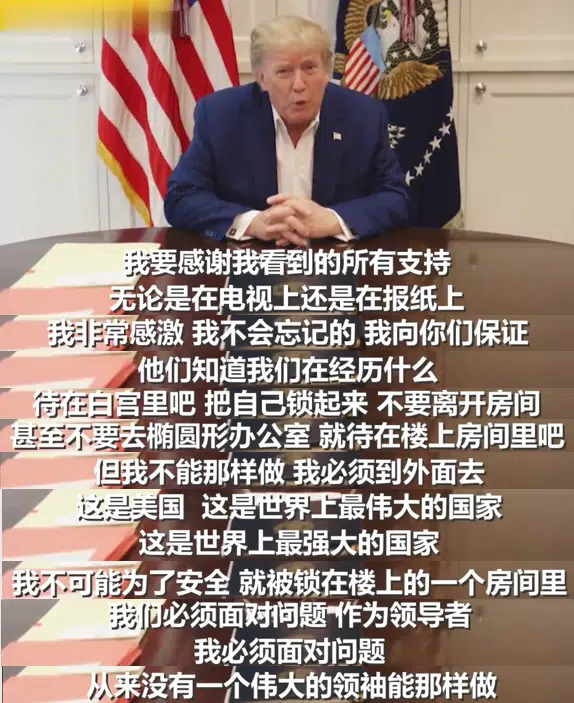 我要感谢我看到的所有支持
无论是在电视上还是在报纸上
我非常感激 我不会忘记的 我向你们保证
他们知道我们在经历什么
待在白宫里吧 把自己锁起来 不要离开房间
甚至不要去椭圆形办公室 就待在楼上房间里吧
但我不能那样做 我必须到外面去
这是美国 这是世界上最伟大的国家
这是世界上最强大的国家
我不可能为了安全 就被锁在楼上的一个房间里
我们必须面对问题 作为领导者
我必须面对问题
从来没有一个伟大的领袖能那样做